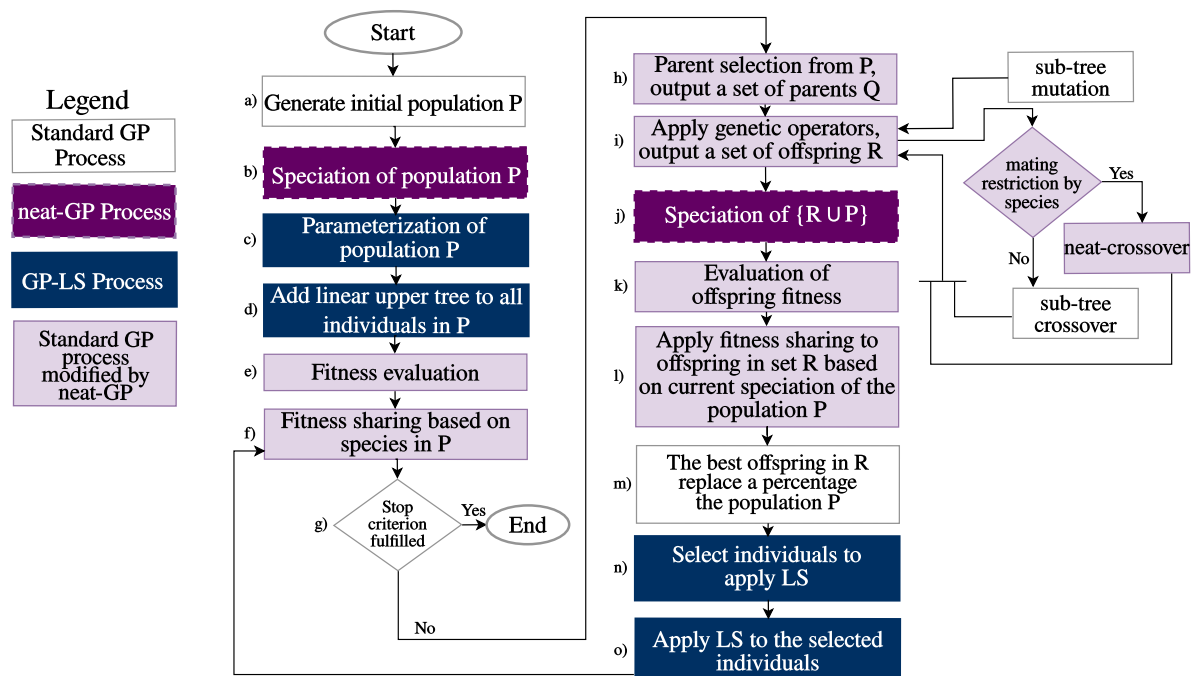 Legend
Standard GP
Process
neat-GP Process
GP-LS Process
Standard GP
process
modified by
neat-GP
Start
a)
Generate initial population P
b)
Speciation of population P
c)
Parameterization of
population P
d)
Add linear upper tree to all
individuals in P
e)
Fitness evaluation
f)
Fitness sharing based on
species in P
g)
Stop
criterion
fulfilled
Yes
End
No
h)
Parent selection from P,
output a set of parents Q
i)
Apply genetic operators,
output a set of offspring R
j)
Speciation of {R ∪ P}
k)
Evaluation of
offspring fitness
l)
Apply fitness sharing to
offspring in set R based
on current speciation of the
population P
m)
The best offspring in R
replace a percentage
the population P
n)
Select individuals to
apply LS
o)
Apply LS to the selected
individuals
sub-tree
mutation
mating
restriction by
species
Yes
neat-crossover
No
sub-tree
crossover